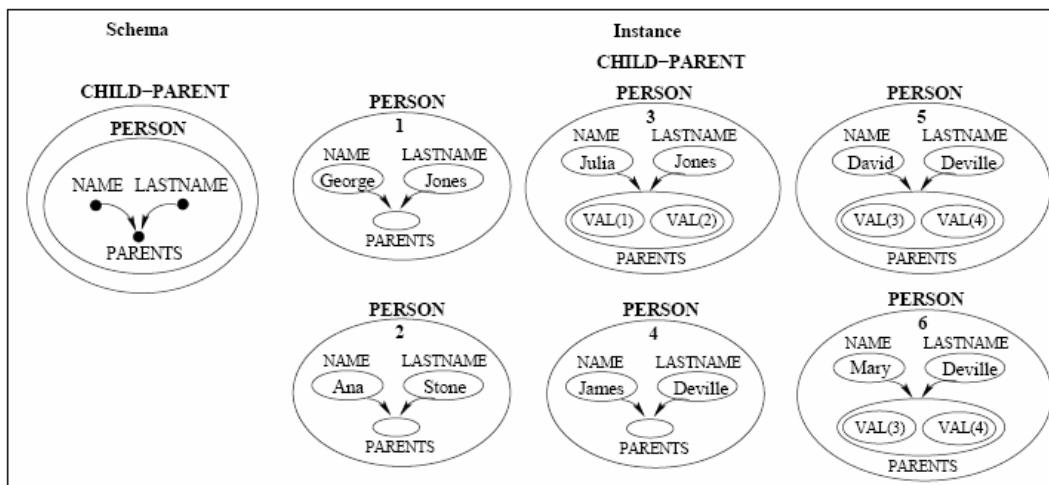 Schema
Instance
CHILD–PARENT
CHILD–PARENT
PERSON
NAME LASTNAME
PARENTS
PERSON
1
NAME LASTNAME
George Jones
PARENTS
PERSON
3
NAME LASTNAME
Julia Jones
VAL(1) VAL(2)
PARENTS
PERSON
5
NAME LASTNAME
David Deville
VAL(3) VAL(4)
PARENTS
PERSON
2
NAME LASTNAME
Ana Stone
PARENTS
PERSON
4
NAME LASTNAME
James Deville
PARENTS
PERSON
6
NAME LASTNAME
Mary Deville
VAL(3) VAL(4)
PARENTS